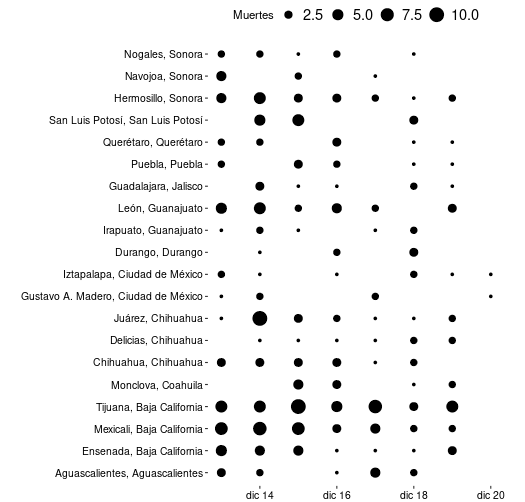 Muertes 2.5 5.0 7.5 10.0
Nogales, Sonora
Navojoa, Sonora
Hermosillo, Sonora
San Luis Potosí, San Luis Potosí
Querétaro, Querétaro
Puebla, Puebla
Guadalajara, Jalisco
León, Guanajuato
Irapuato, Guanajuato
Durango, Durango
Iztapalapa, Ciudad de México
Gustavo A. Madero, Ciudad de México
Juárez, Chihuahua
Delicias, Chihuahua
Chihuahua, Chihuahua
Monclova, Coahuila
Tijuana, Baja California
Mexicali, Baja California
Ensenada, Baja California
Aguascalientes, Aguascalientes
dic 14 dic 16 dic 18 dic 20